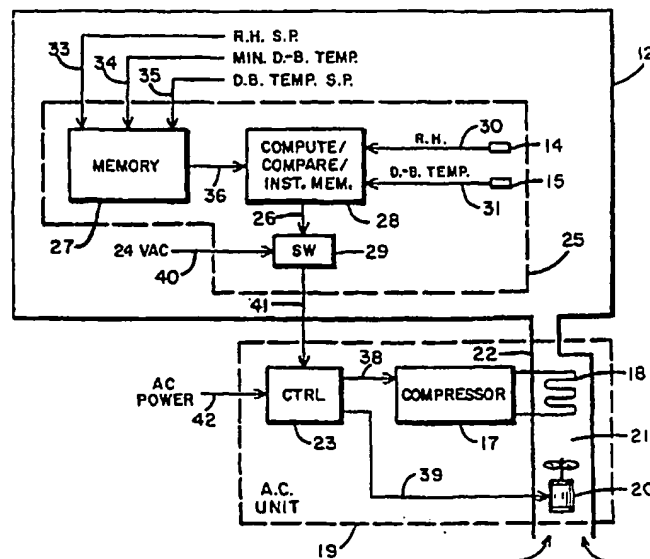 33
R.H. S.P.
34
MIN. D.-B. TEMP.
35
D.B. TEMP. S.P.
12
MEMORY
27
36
COMPUTE/
COMPARE/
INST. MEM.
28
R.H.
30
14
D.-B. TEMP.
31
15
26
24 VAC
40
SW
29
25
41
AC
POWER
42
CTRL
23
38
COMPRESSOR
17
22
18
21
39
20
A.C.
UNIT
19